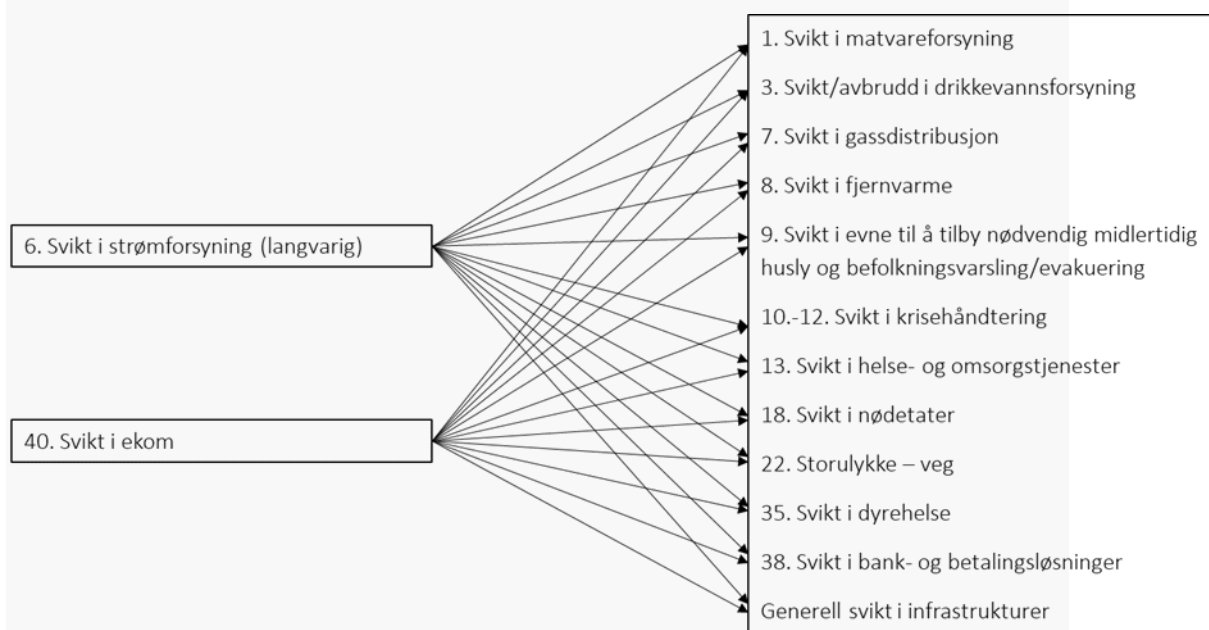 6. Svikt i strømforsyning (langvarig)
40. Svikt i ekom
1. Svikt i matvareforsyning
3. Svikt/avbrudd i drikkevannsforsyning
7. Svikt i gassdistribusjon
8. Svikt i fjernvarme
9. Svikt i evne til å tilby nødvendig midlertidig
husly og befolkningsvarsling/evakuering
10.-12. Svikt i krisehåndtering
13. Svikt i helse- og omsorgstjenester
18. Svikt i nødetater
22. Storulykke – veg
35. Svikt i dyrehelse
38. Svikt i bank- og betalingsløsninger
Generell svikt i infrastrukturer